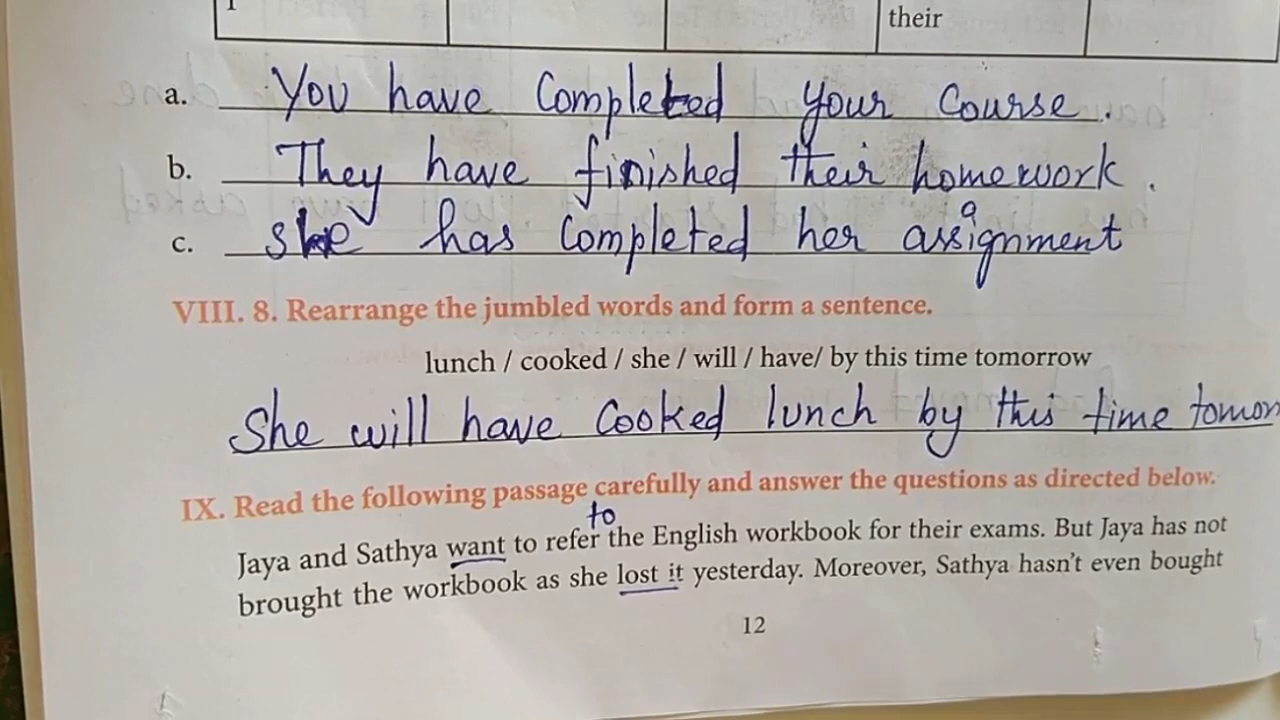 I
their
a. You have Completed your Course.
b. They have finished their homework.
a
c. She has Completed her assignment
VIII. 8. Rearrange the jumbled words and form a sentence.
lunch / cooked / she / will / have/ by this time tomorrow
She will have Cooked lunch by this time tomor
IX. Read the following passage carefully and answer the questions as directed below.
to
Jaya and Sathya want to refer the English workbook for their exams. But Jaya has not
brought the workbook as she lost it yesterday. Moreover, Sathya hasn't even bought
12